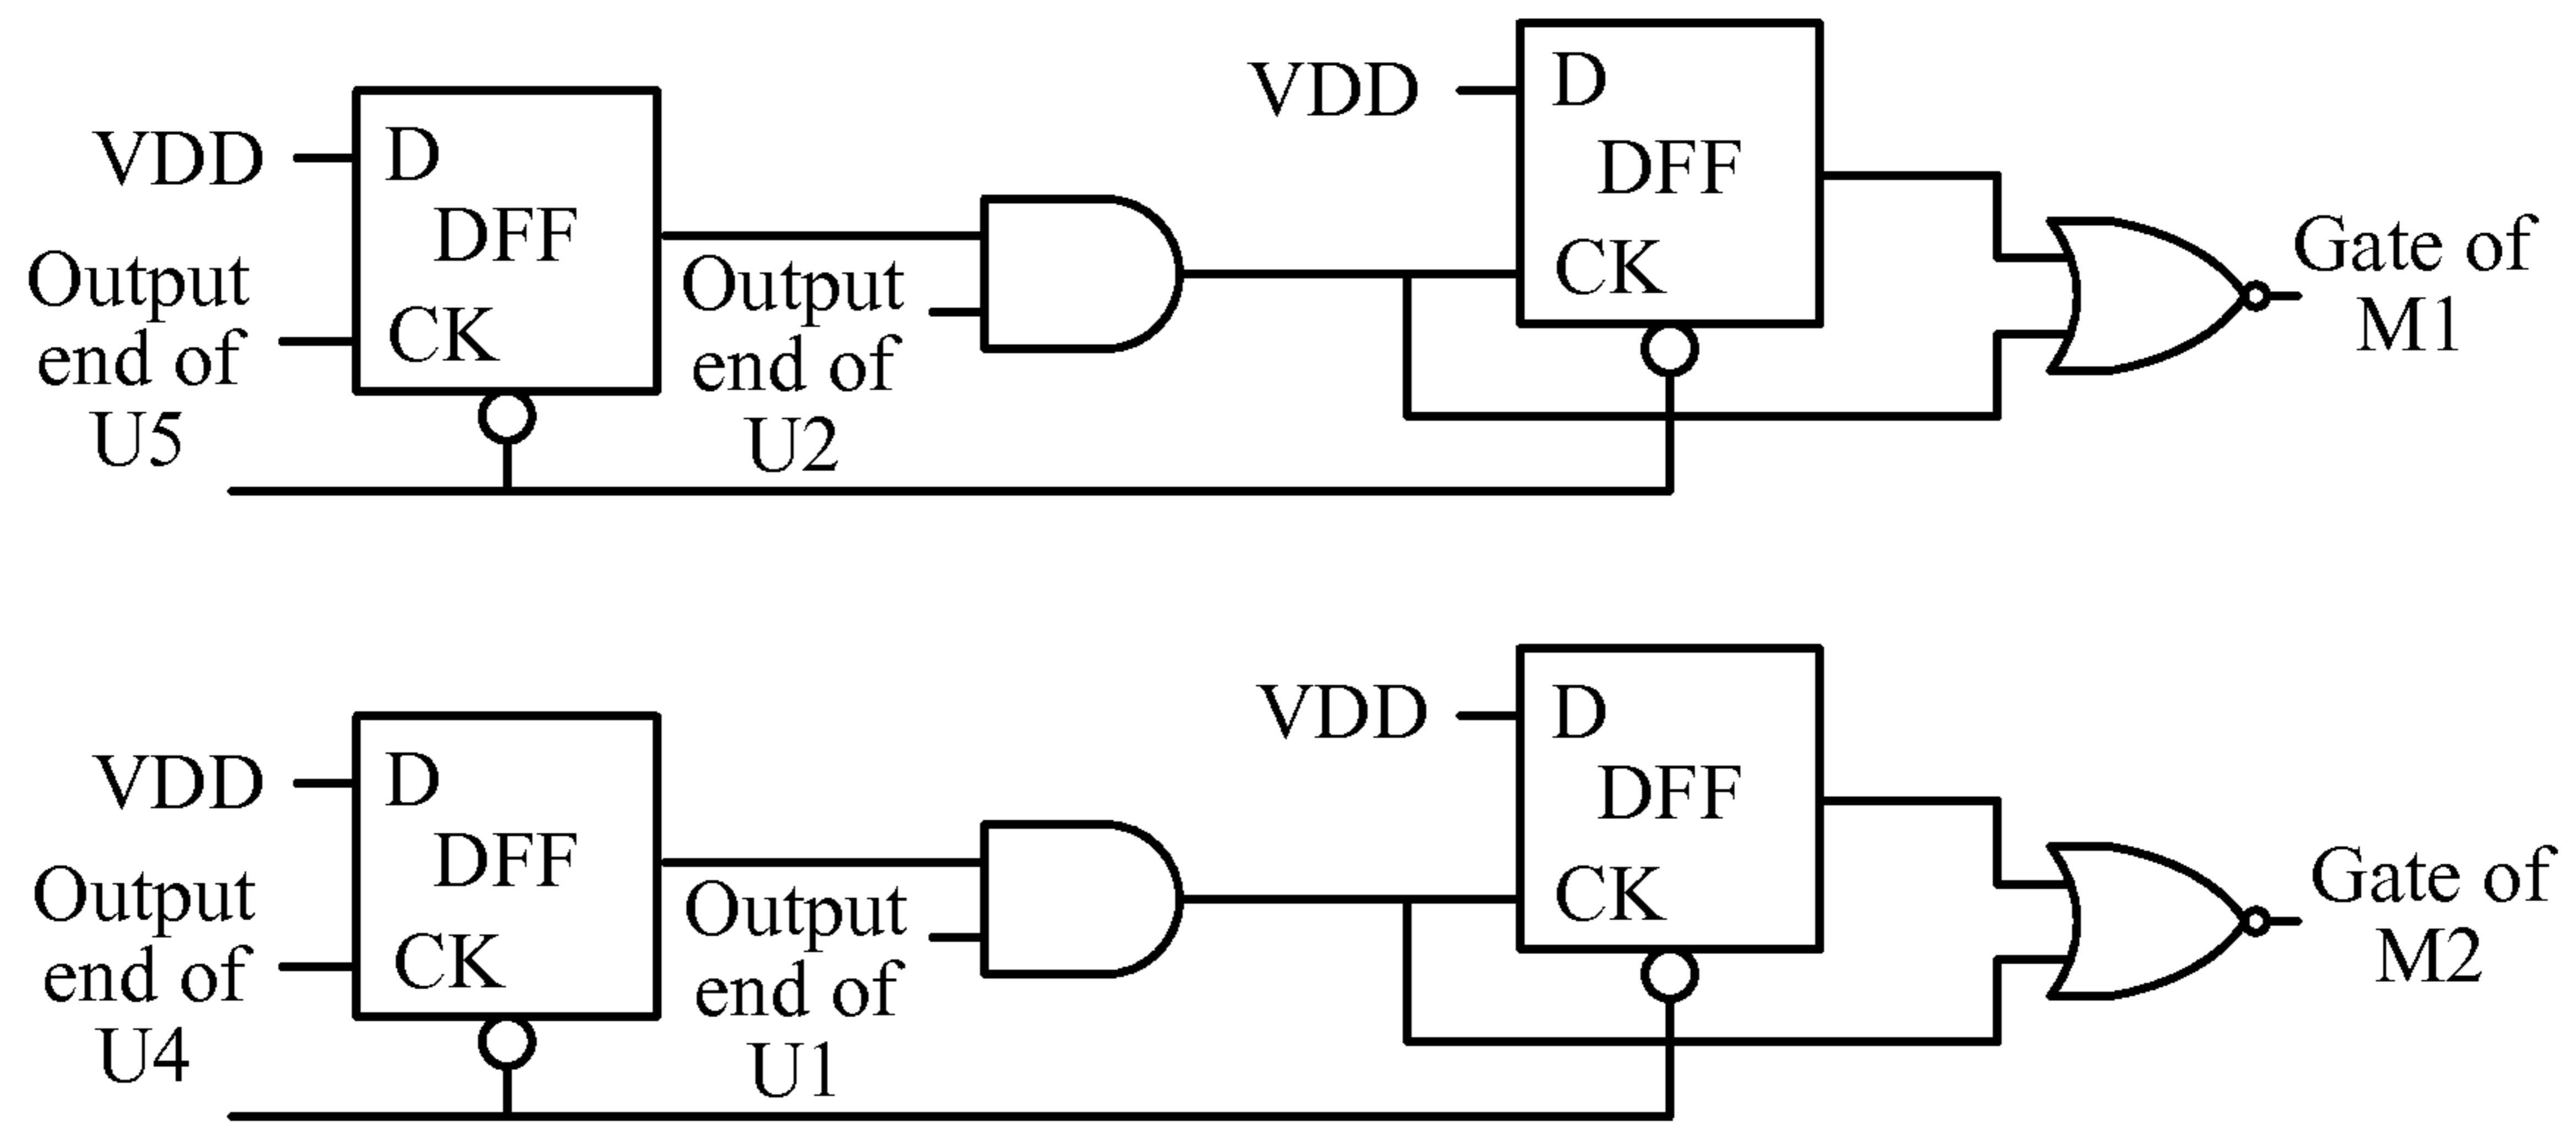 VDD
D
DFF
CK
Output
end of
U5
Output
end of
U2
VDD
D
DFF
CK
Gate of
M1
VDD
D
DFF
CK
Output
end of
U4
Output
end of
U1
VDD
D
DFF
CK
Gate of
M2